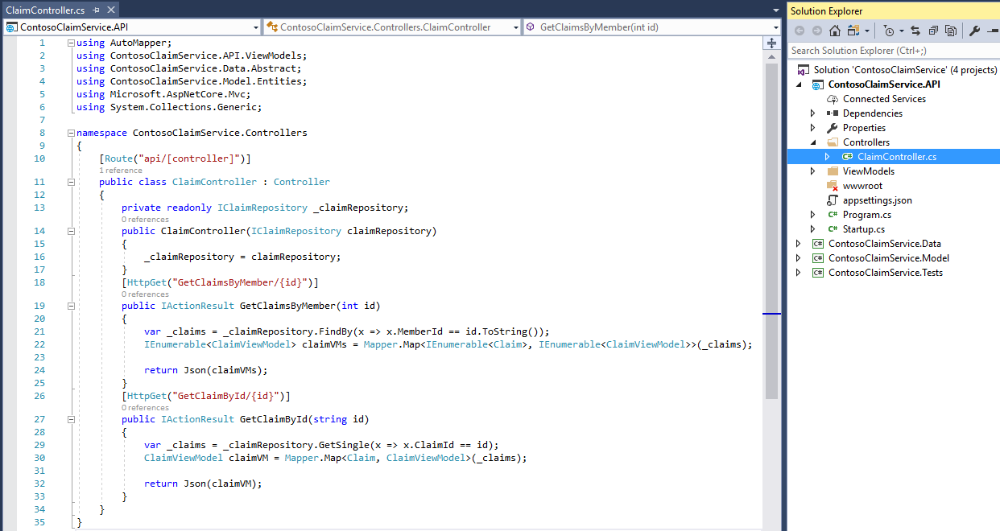 ClaimController.cs
ContosoClaimService.API
ContosoClaimService.Controllers.ClaimController
GetClaimsByMember(int id)
1 using AutoMapper;
2 using ContosoClaimService.API.ViewModels;
3 using ContosoClaimService.Data.Abstract;
4 using ContosoClaimService.Model.Entities;
5 using Microsoft.AspNetCore.Mvc;
6 using System.Collections.Generic;
7
8 namespace ContosoClaimService.Controllers
9 {
10 [Route("api/[controller]")]
1 reference
11 public class ClaimController : Controller
12 {
13 private readonly IClaimRepository _claimRepository;
0 references
14 public ClaimController(IClaimRepository claimRepository)
15 {
16 _claimRepository = claimRepository;
17 }
18 [HttpGet("GetClaimsByMember/{id}")]
0 references
19 public IActionResult GetClaimsByMember(int id)
20 {
21 var _claims = _claimRepository.FindBy(x => x.MemberId == id.ToString());
22 IEnumerable<ClaimViewModel> claimVMs = Mapper.Map<IEnumerable<Claim>, IEnumerable<ClaimViewModel>>(_claims);
23
24 return Json(claimVMs);
25 }
26 [HttpGet("GetClaimById/{id}")]
0 references
27 public IActionResult GetClaimById(string id)
28 {
29 var _claims = _claimRepository.GetSingle(x => x.ClaimId == id);
30 ClaimViewModel claimVM = Mapper.Map<Claim, ClaimViewModel>(_claims);
31
32 return Json(claimVM);
33 }
34 }
35 }
Solution Explorer
Search Solution Explorer (Ctrl+;)
Solution 'ContosoClaimService' (4 projects)
ContosoClaimService.API
Connected Services
Dependencies
Properties
Controllers
C# ClaimController.cs
ViewModels
wwwroot
appsettings.json
C# Program.cs
C# Startup.cs
C# ContosoClaimService.Data
C# ContosoClaimService.Model
C# ContosoClaimService.Tests